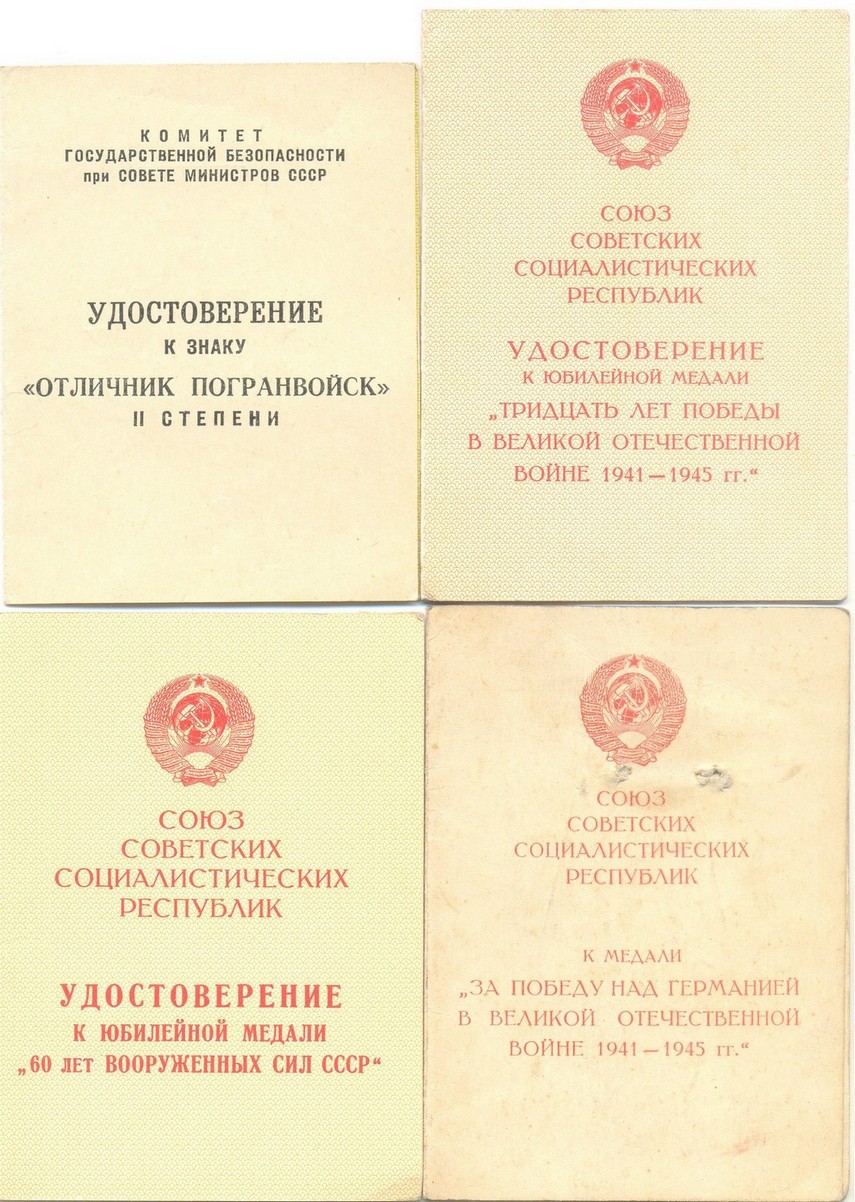 КОМИТЕТ
ГОСУДАРСТВЕННОЙ БЕЗОПАСНОСТИ
при СОВЕТЕ МИНИСТРОВ СССР
УДОСТОВЕРЕНИЕ
К ЗНАКУ
«ОТЛИЧНИК ПОГРАНВОЙСК»
II СТЕПЕНИ
СОЮЗ
СОВЕТСКИХ
СОЦИАЛИСТИЧЕСКИХ
РЕСПУБЛИК
УДОСТОВЕРЕНИЕ
К ЮБИЛЕЙНОЙ МЕДАЛИ
„ТРИДЦАТЬ ЛЕТ ПОБЕДЫ
В ВЕЛИКОЙ ОТЕЧЕСТВЕННОЙ
ВОЙНЕ 1941—1945 гг.“
СОЮЗ
СОВЕТСКИХ
СОЦИАЛИСТИЧЕСКИХ
РЕСПУБЛИК
УДОСТОВЕРЕНИЕ
К ЮБИЛЕЙНОЙ МЕДАЛИ
„60 ЛЕТ ВООРУЖЕННЫХ СИЛ СССР“
СОЮЗ
СОВЕТСКИХ
СОЦИАЛИСТИЧЕСКИХ
РЕСПУБЛИК
К МЕДАЛИ
„ЗА ПОБЕДУ НАД ГЕРМАНИЕЙ
В ВЕЛИКОЙ ОТЕЧЕСТВЕННОЙ
ВОЙНЕ 1941—1945 гг.“